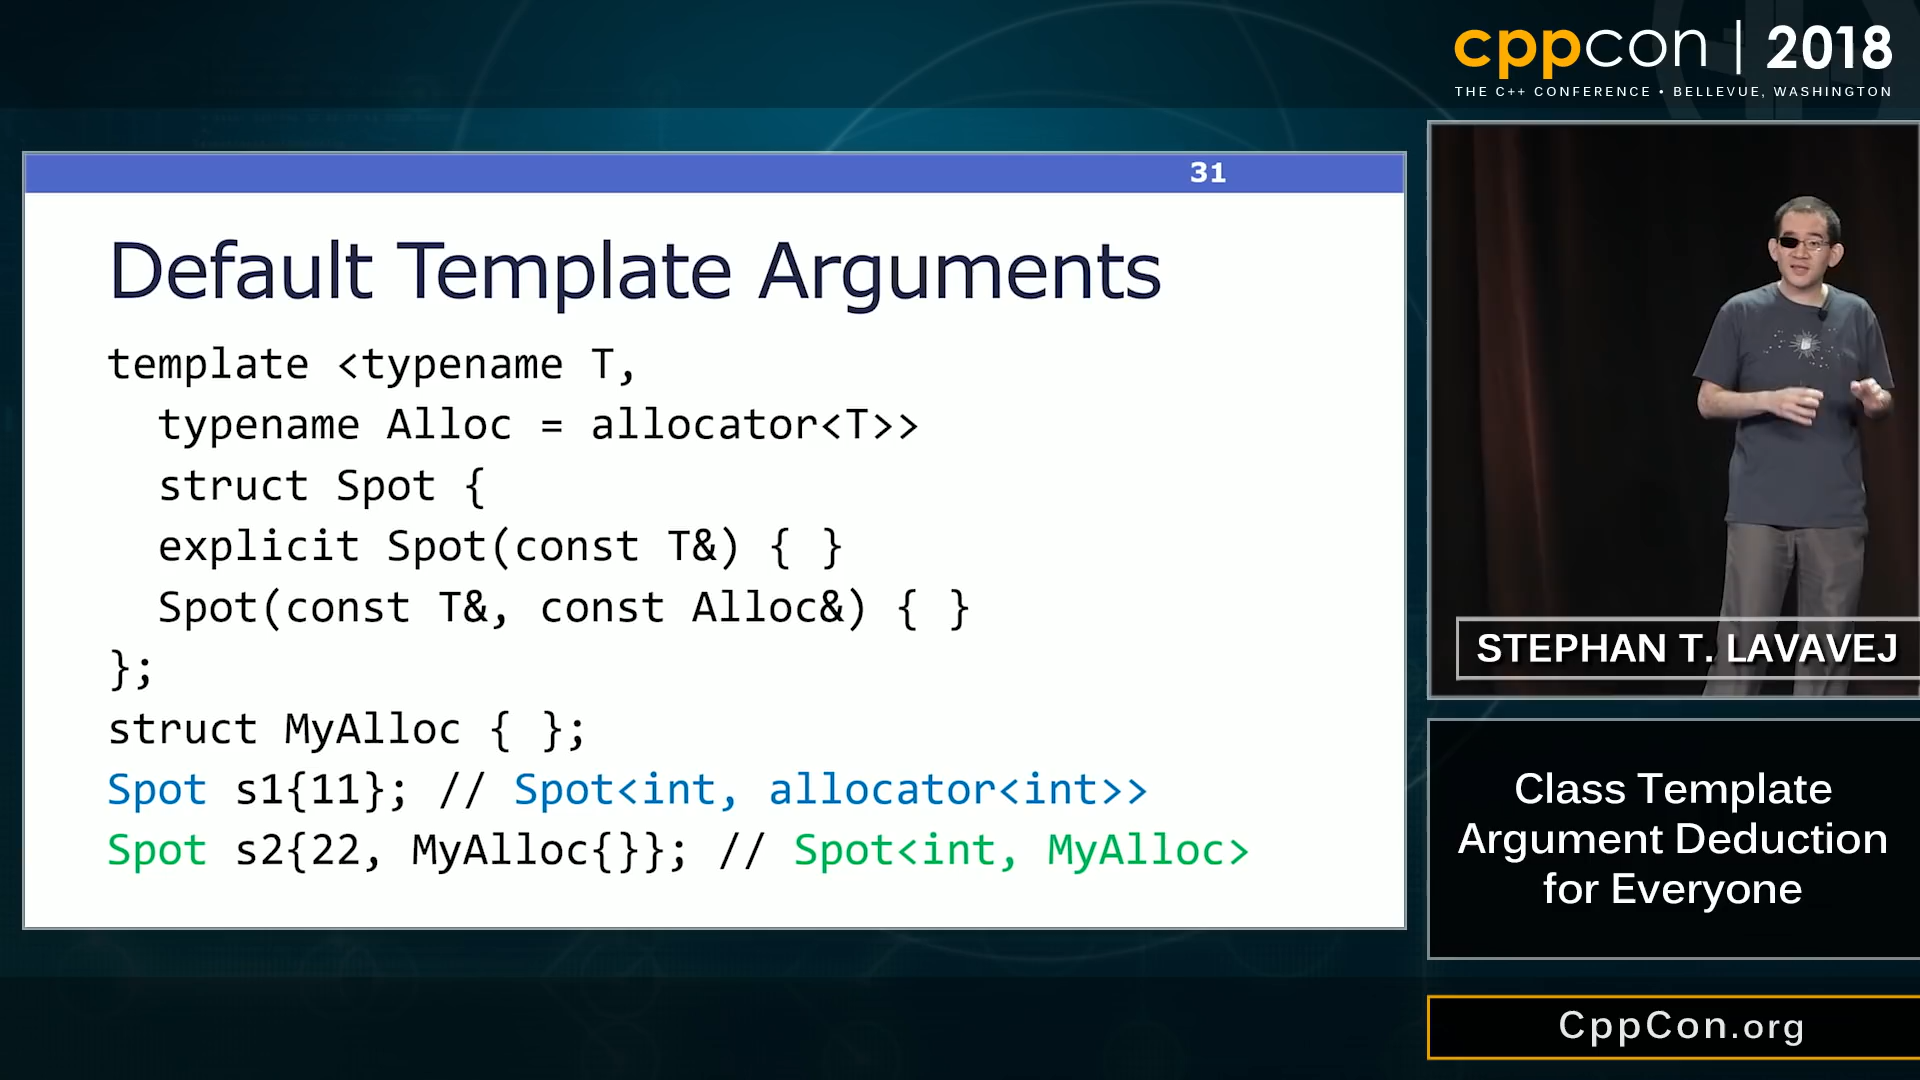 cppcon | 2018
THE C++ CONFERENCE • BELLEVUE, WASHINGTON
31
Default Template Arguments
template <typename T,
typename Alloc = allocator<T>>
struct Spot {
explicit Spot(const T&) { }
Spot(const T&, const Alloc&) { }
};
struct MyAlloc { };
Spot s1{11}; // Spot<int, allocator<int>>
Spot s2{22, MyAlloc{}}; // Spot<int, MyAlloc>
STEPHAN T. LAVAVEJ
Class Template
Argument Deduction
for Everyone
CppCon.org